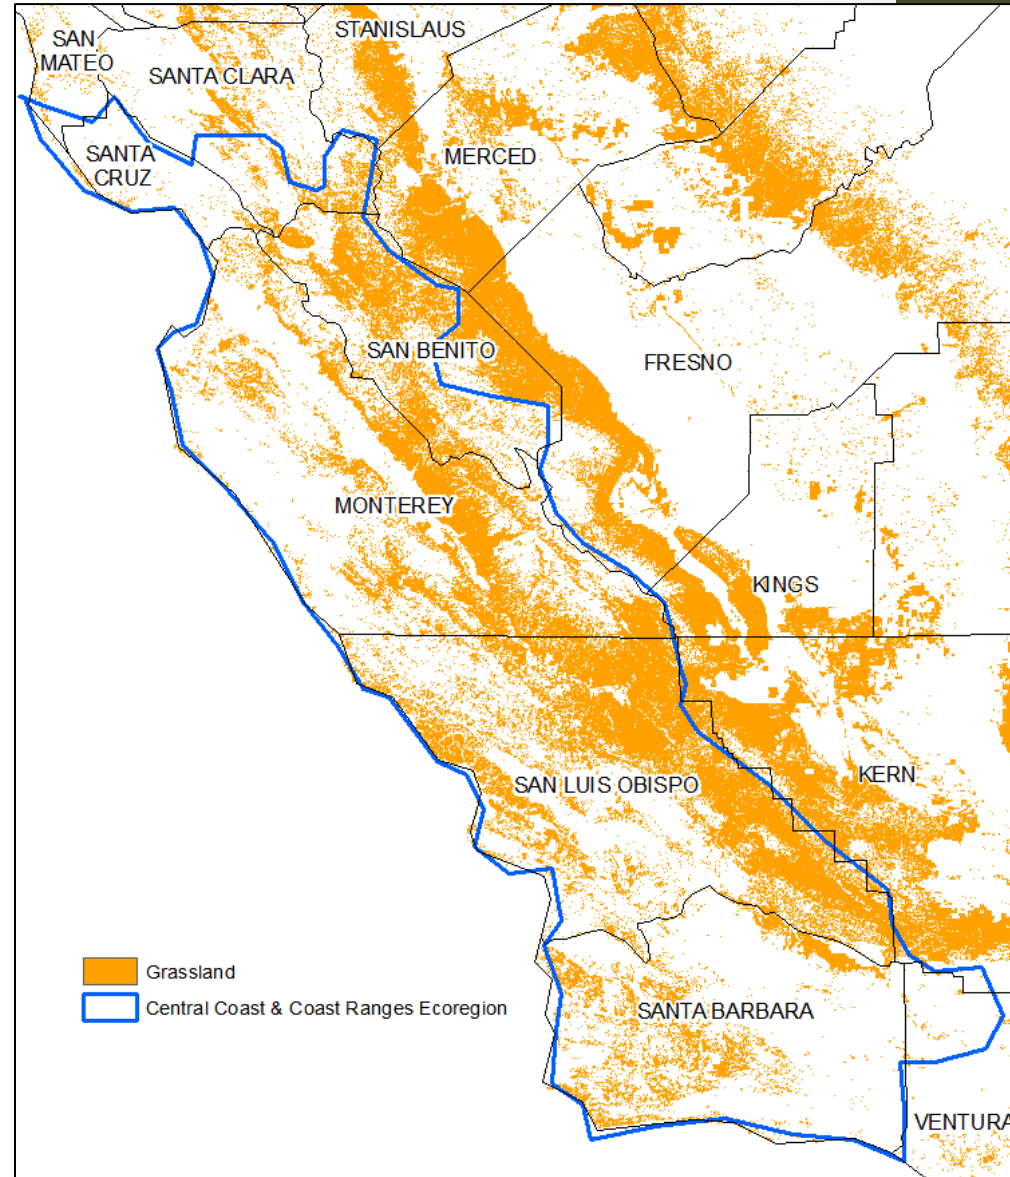 STANISLAUS
SAN
MATEO
SANTA CLARA
SANTA
CRUZ
MERCED
SAN BENITO
FRESNO
MONTEREY
KINGS
SAN LUIS OBISPO
KERN
Grassland
Central Coast & Coast Ranges Ecoregion
SANTA BARBARA
VENTURA